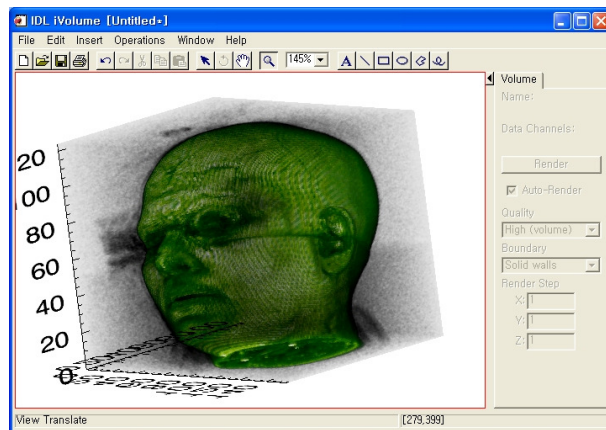 IDL iVolume [Untitled*]
File Edit Insert Operations Window Help
145%
A
Volume
Name:
Data Channels:
Render
Auto-Render
Quality
High (volume)
Boundary
Solid walls
Render Step
X: 1
Y: 1
Z: 1
20
00
80
60
40
20
0
View Translate
[279,399]